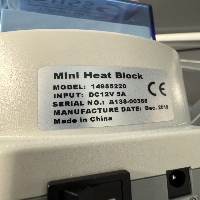 Mini Heat Block
MODEL: 14955220
INPUT: DC12V 5A
SERIAL NO.: A138-00358
MANUFACTURE DATE: Dec. 2018
Made in China
CE